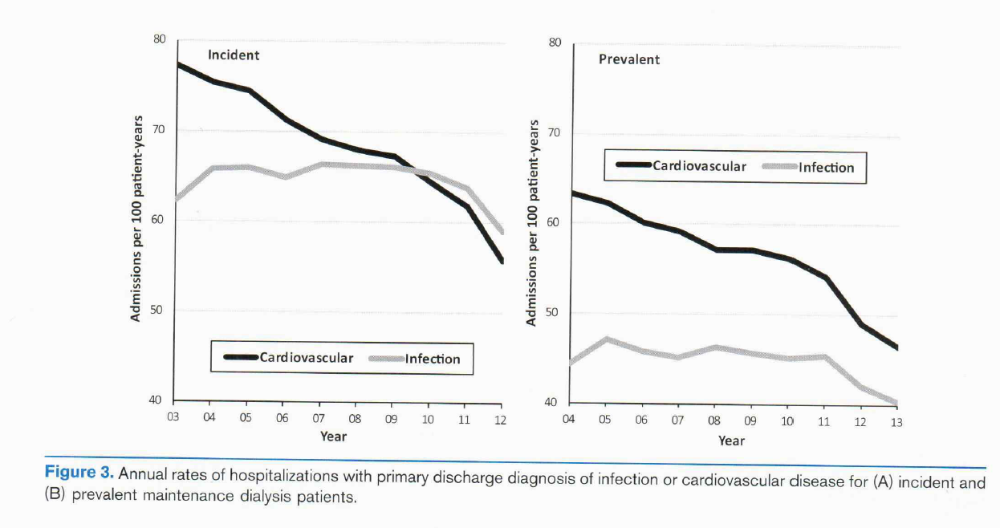 80
Incident
70
60
50
40
Admissions per 100 patient-years
Cardiovascular
Infection
03 04 05 06 07 08 09 10 11 12
Year
80
Prevalent
70
60
50
40
Admissions per 100 patient-years
Cardiovascular
Infection
04 05 06 07 08 09 10 11 12 13
Year
Figure 3. Annual rates of hospitalizations with primary discharge diagnosis of infection or cardiovascular disease for (A) incident and
(B) prevalent maintenance dialysis patients.